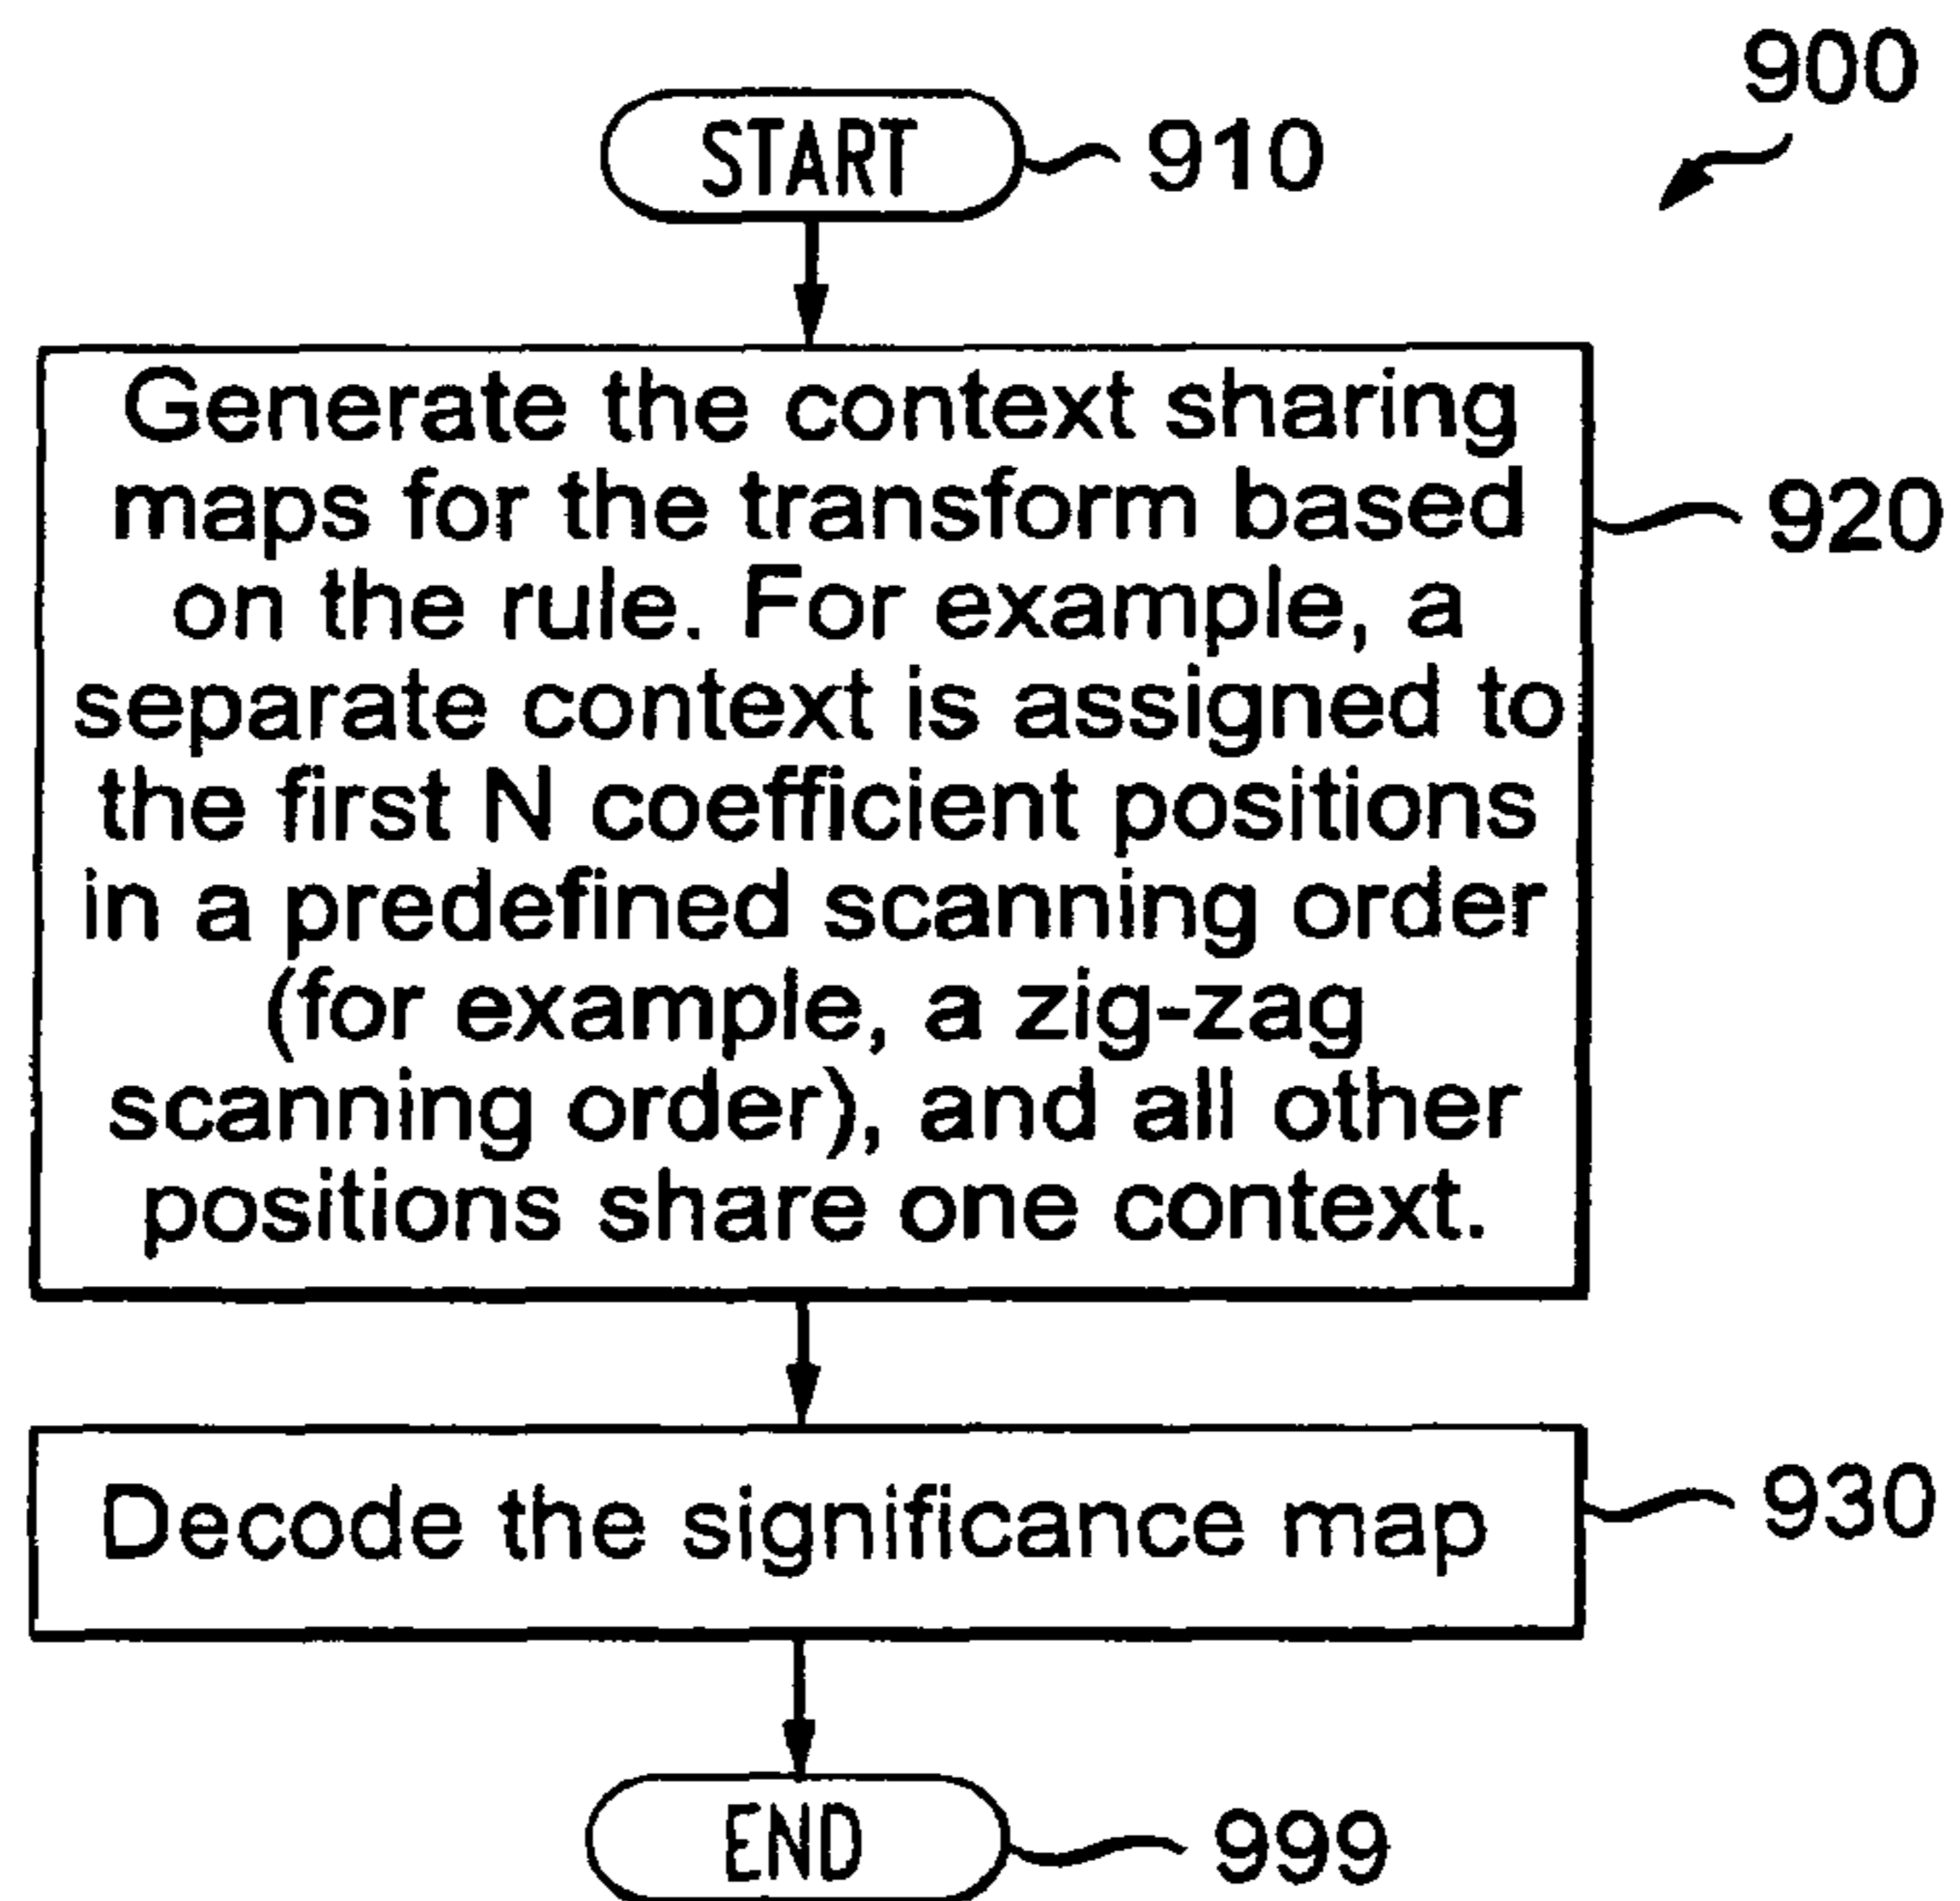 900
START
910
Generate the context sharing
maps for the transform based
on the rule. For example, a
separate context is assigned to
the first N coefficient positions
in a predefined scanning order
(for example, a zig-zag
scanning order), and all other
positions share one context.
920
Decode the significance map
930
END
999